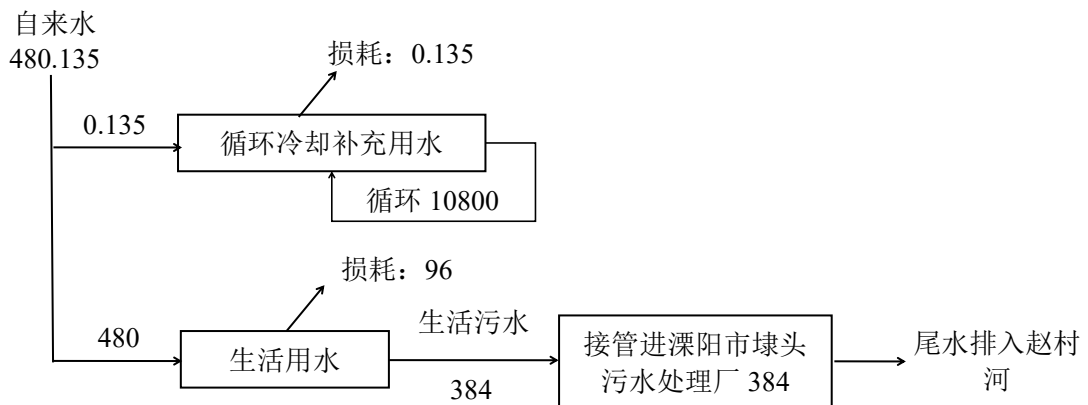 自来水
480.135
损耗：0.135
0.135
循环冷却补充用水
循环 10800
损耗：96
480
生活用水
生活污水
384
接管进溧阳市埭头
污水处理厂 384
尾水排入赵村
河